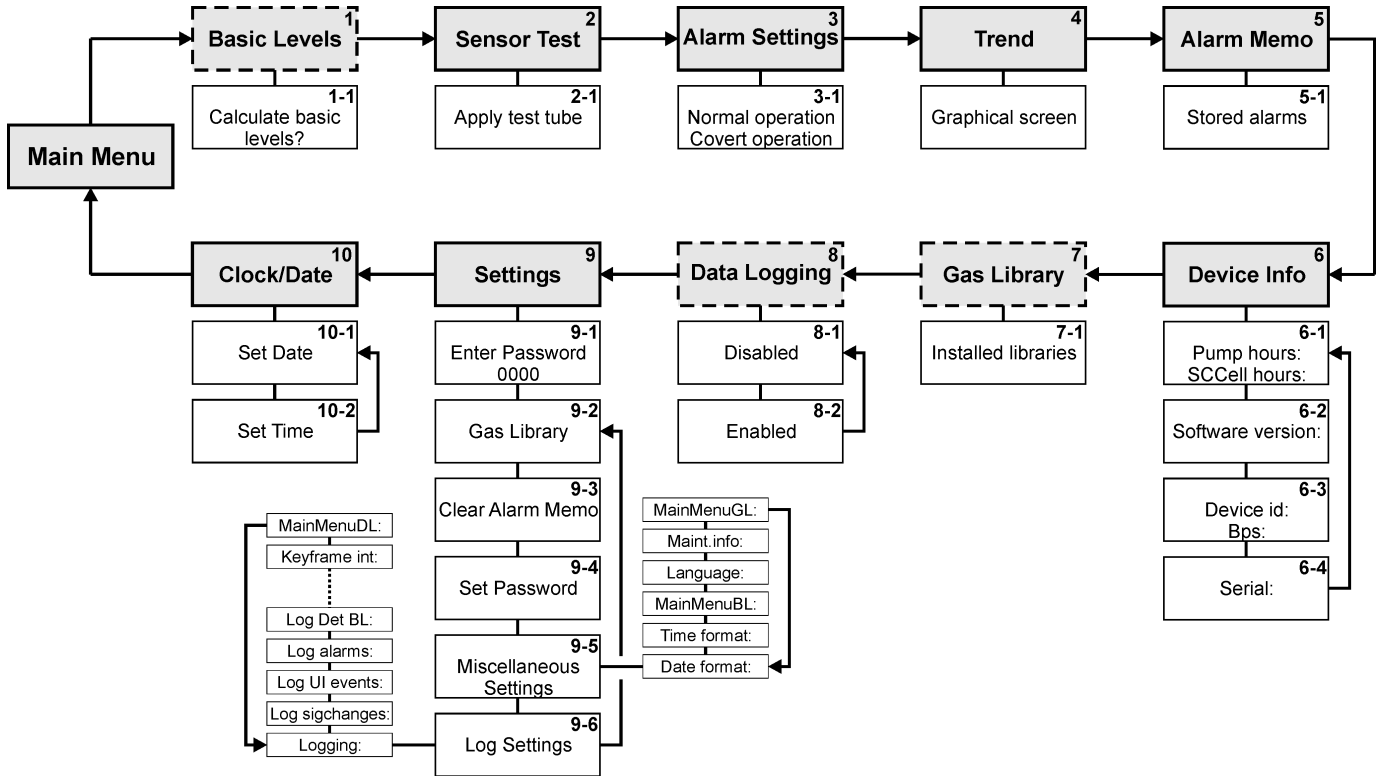 1
Basic Levels
1-1
Calculate basic
levels?
2
Sensor Test
2-1
Apply test tube
3
Alarm Settings
3-1
Normal operation
Covert operation
4
Trend
Graphical screen
5
Alarm Memo
5-1
Stored alarms
Main Menu
10
Clock/Date
10-1
Set Date
10-2
Set Time
9
Settings
9-1
Enter Password
0000
9-2
Gas Library
9-3
Clear Alarm Memo
9-4
Set Password
9-5
Miscellaneous
Settings
9-6
Log Settings
8
Data Logging
8-1
Disabled
8-2
Enabled
7
Gas Library
7-1
Installed libraries
6
Device Info
6-1
Pump hours:
SCCell hours:
6-2
Software version:
6-3
Device id:
Bps:
6-4
Serial:
MainMenuDL:
Keyframe int:
Log Det BL:
Log alarms:
Log UI events:
Log sigchanges:
Logging:
MainMenuGL:
Maint.info:
Language:
MainMenuBL:
Time format:
Date format: